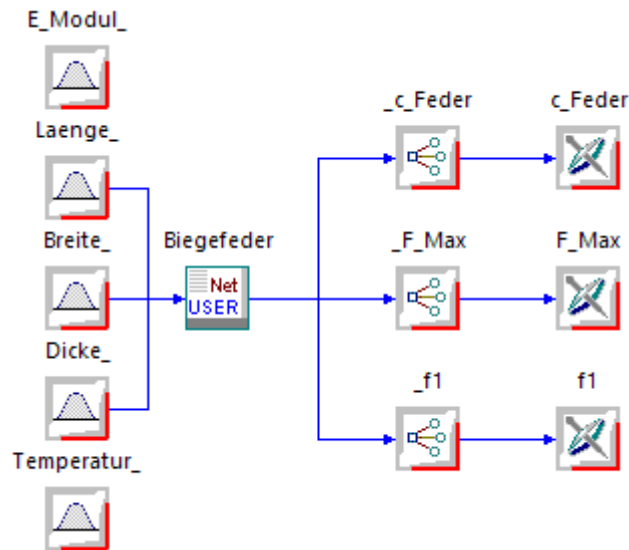 E_Modul_
_c_Feder
c_Feder
Laenge_
Breite_
Biegefeder
_F_Max
F_Max
Net
USER
Dicke_
_f1
f1
Temperatur_